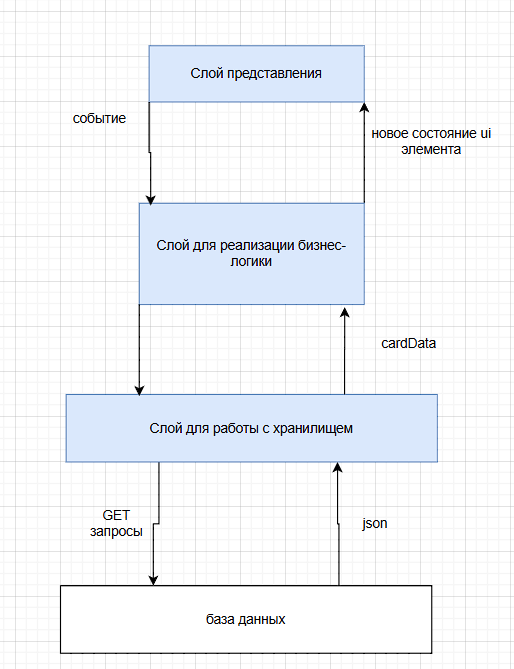 Слой представления
событие
новое состояние ui
элемента
Слой для реализации бизнес-
логики
cardData
Слой для работы с хранилищем
GET
запросы
json
база данных